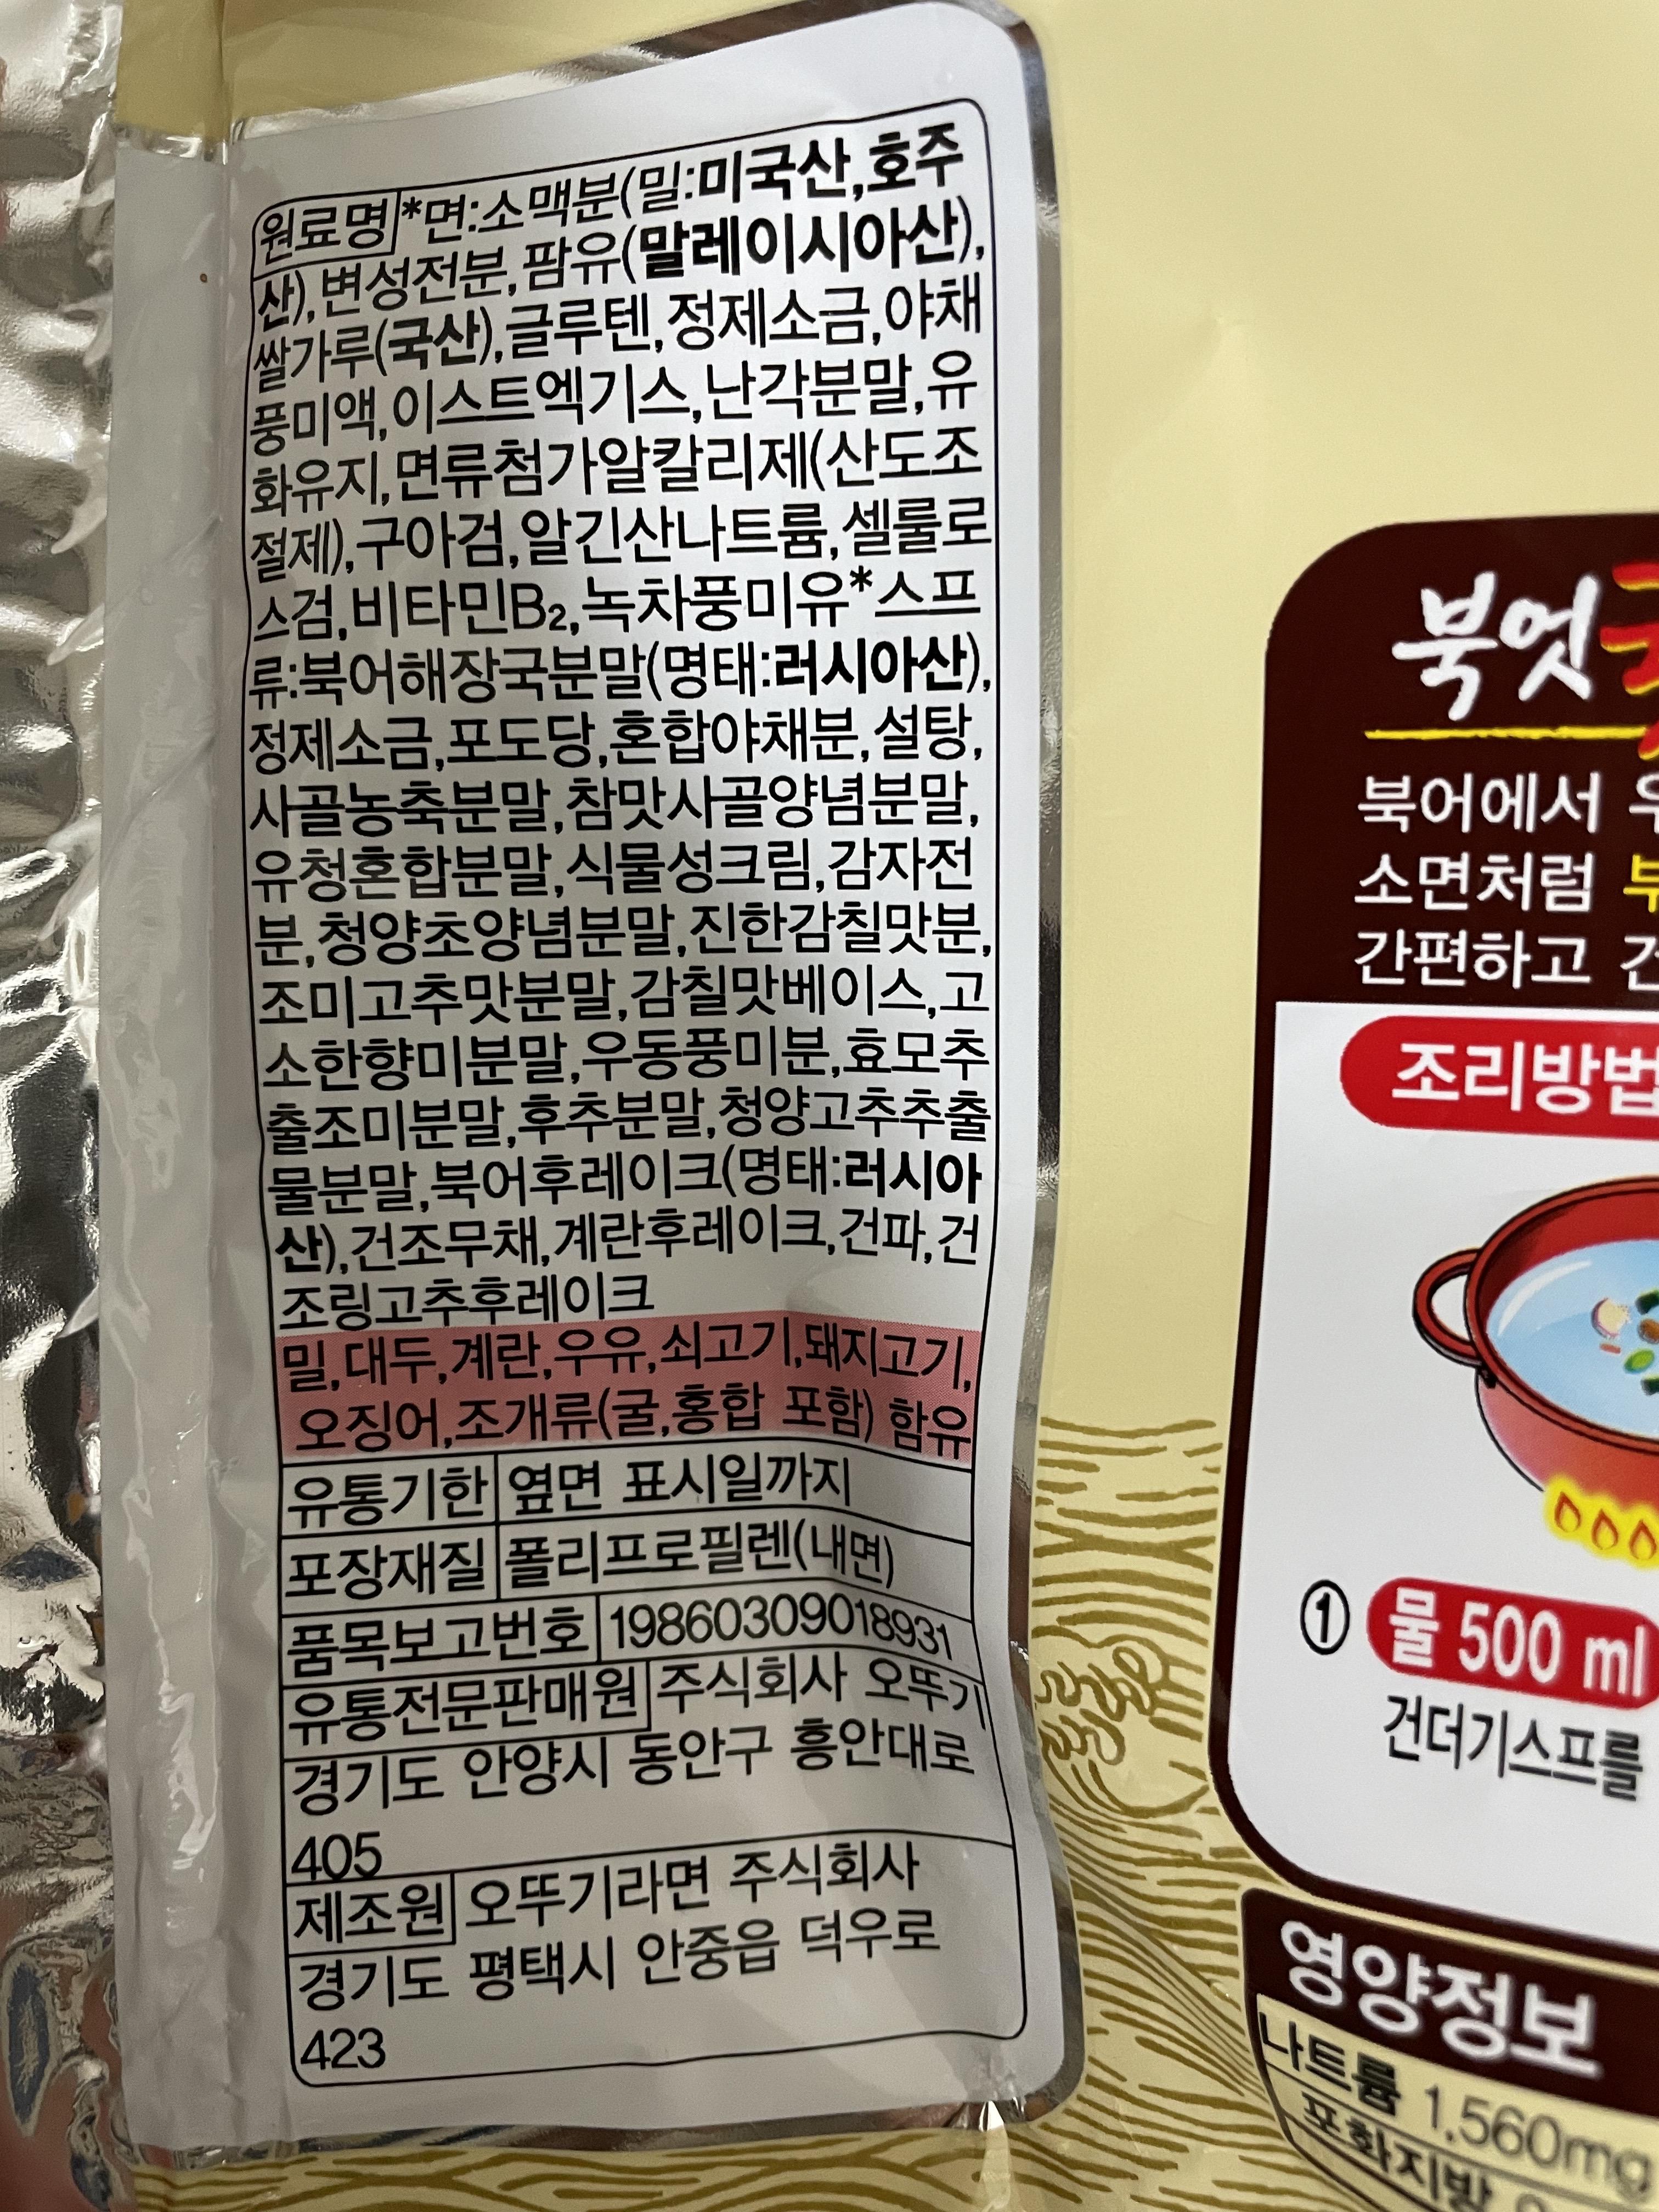 원료명 *면:소맥분(밀:미국산,호주
산),변성전분,팜유(말레이시아산),
쌀가루(국산),글루텐,정제소금,야채
풍미액,이스트엑기스,난각분말,유
화유지,면류첨가알칼리제(산도조
절제),구아검,알긴산나트륨,셀룰로
스검,비타민B₂,녹차풍미유*스프
류:북어해장국분말(명태:러시아산),
정제소금,포도당,혼합야채분,설탕,
사골농축분말,참맛사골양념분말,
유청혼합분말,식물성크림,감자전
분,청양초양념분말,진한감칠맛분,
조미고추맛분말,감칠맛베이스,고
소한향미분말,우동풍미분,효모추
출조미분말,후추분말,청양고추추출
물분말,북어후레이크(명태:러시아
산),건조무채,계란후레이크,건파,건
조링고추후레이크
밀,대두,계란,우유,쇠고기,돼지고기,
오징어,조개류(굴,홍합 포함) 함유
유통기한 옆면 표시일까지
포장재질 폴리프로필렌(내면)
품목보고번호 19860309018931
유통전문판매원 주식회사 오뚜기
경기도 안양시 동안구 흥안대로
405
제조원 오뚜기라면 주식회사
경기도 평택시 안중읍 덕우로
423
북엇
북어에서
소면처럼
간편하고
조리방법
① 물 500 ml
건더기스프를
영양정보
나트륨 1,560mg
포화지방